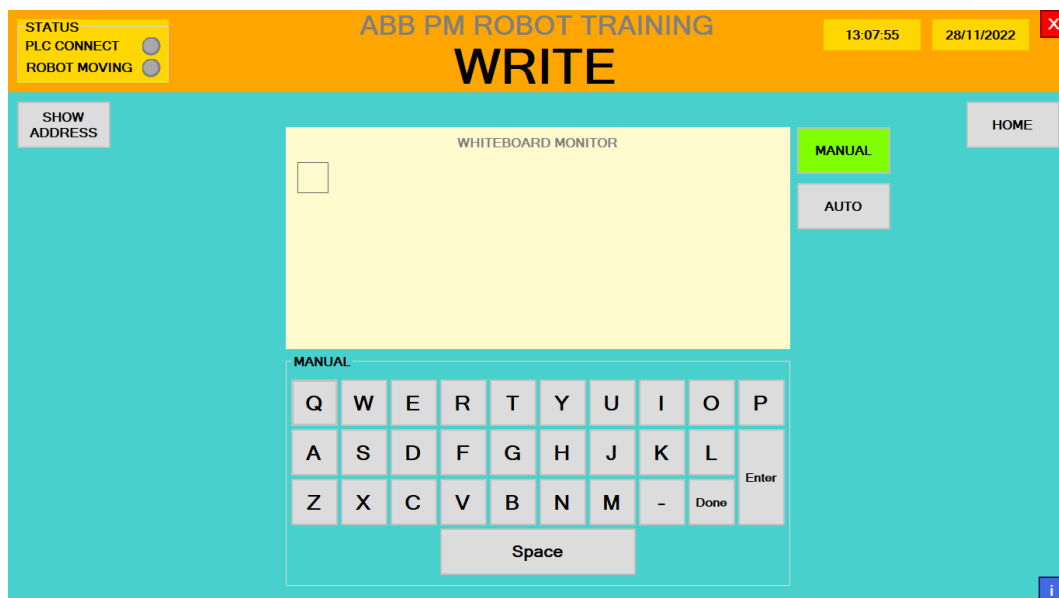 STATUS
PLC CONNECT
ROBOT MOVING
ABB PM ROBOT TRAINING
WRITE
13:07:55
28/11/2022
X
SHOW
ADDRESS
HOME
WHITEBOARD MONITOR
MANUAL
AUTO
MANUAL
Q W E R T Y U I O P
A S D F G H J K L
Enter
Z X C V B N M - Done
Space
i